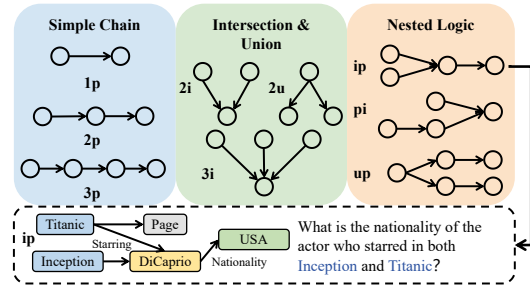 Simple Chain
1p
2p
3p
Intersection &
Union
2i
2u
3i
Nested Logic
ip
pi
up
ip
Titanic
Page
Starring
USA
Inception
DiCaprio
Nationality
What is the nationality of the
actor who starred in both
Inception and Titanic?